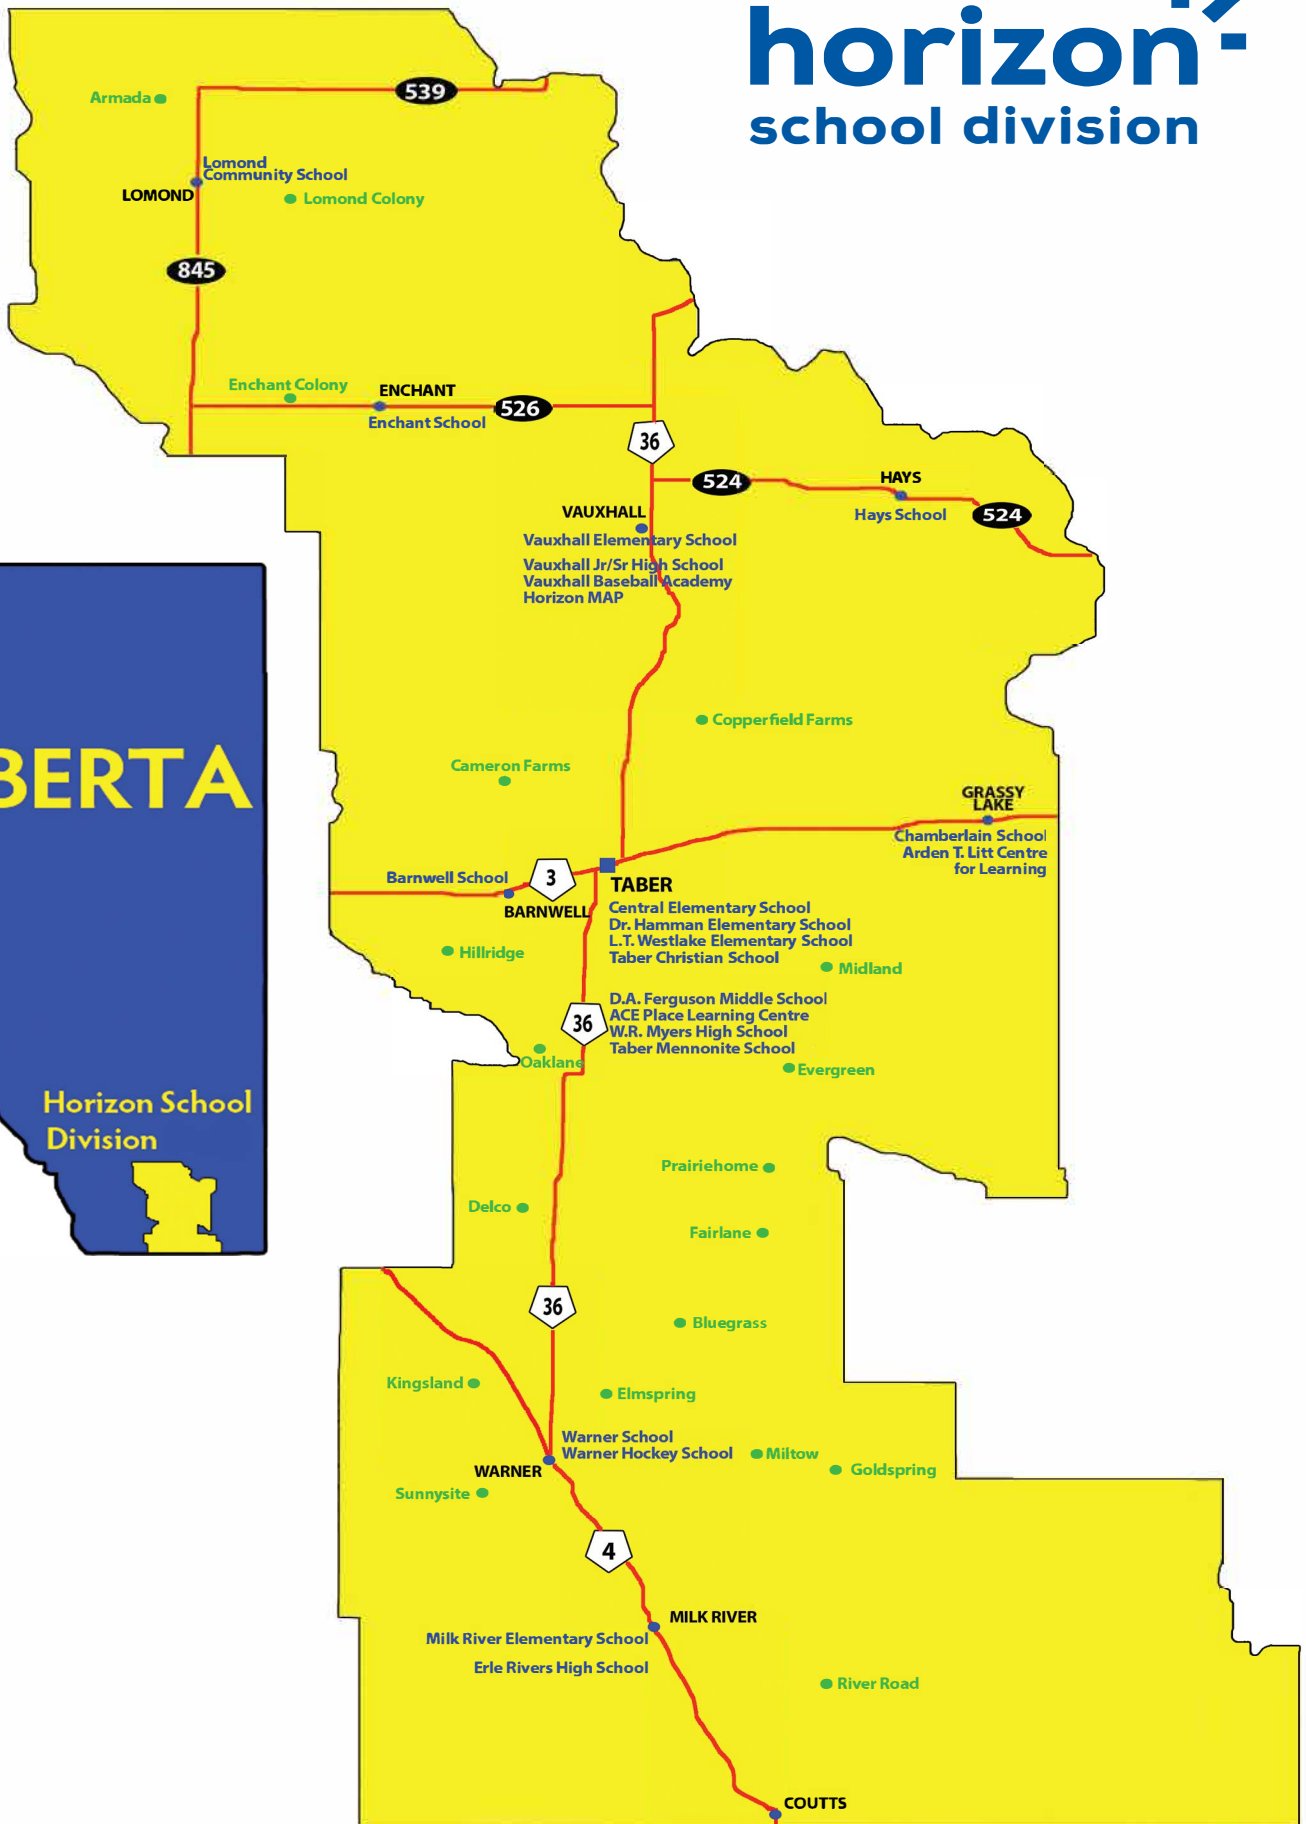 horizon
school division
539
Armada
Lomond
Community School
LOMOND
Lomond Colony
845
Enchant Colony
ENCHANT
526
Enchant School
36
524
HAYS
Hays School
524
VAUXHALL
Vauxhall Elementary School
Vauxhall Jr/Sr High School
Vauxhall Baseball Academy
Horizon MAP
Copperfield Farms
Cameron Farms
GRASSY
LAKE
Chamberlain School
Arden T. Litt Centre
for Learning
Barnwell School
3
BARNWELL
TABER
Central Elementary School
Dr. Hamman Elementary School
L.T. Westlake Elementary School
Taber Christian School
Hillridge
Midland
D.A. Ferguson Middle School
ACE Place Learning Centre
W.R. Myers High School
Taber Mennonite School
36
Oaklane
Evergreen
BERTA
Horizon School
Division
Prairiehome
Delco
Fairlane
36
Bluegrass
Kingsland
Elmspring
Warner School
Warner Hockey School
Miltow
Goldspring
WARNER
Sunnysite
4
MILK RIVER
Milk River Elementary School
Erle Rivers High School
River Road
COUTTS